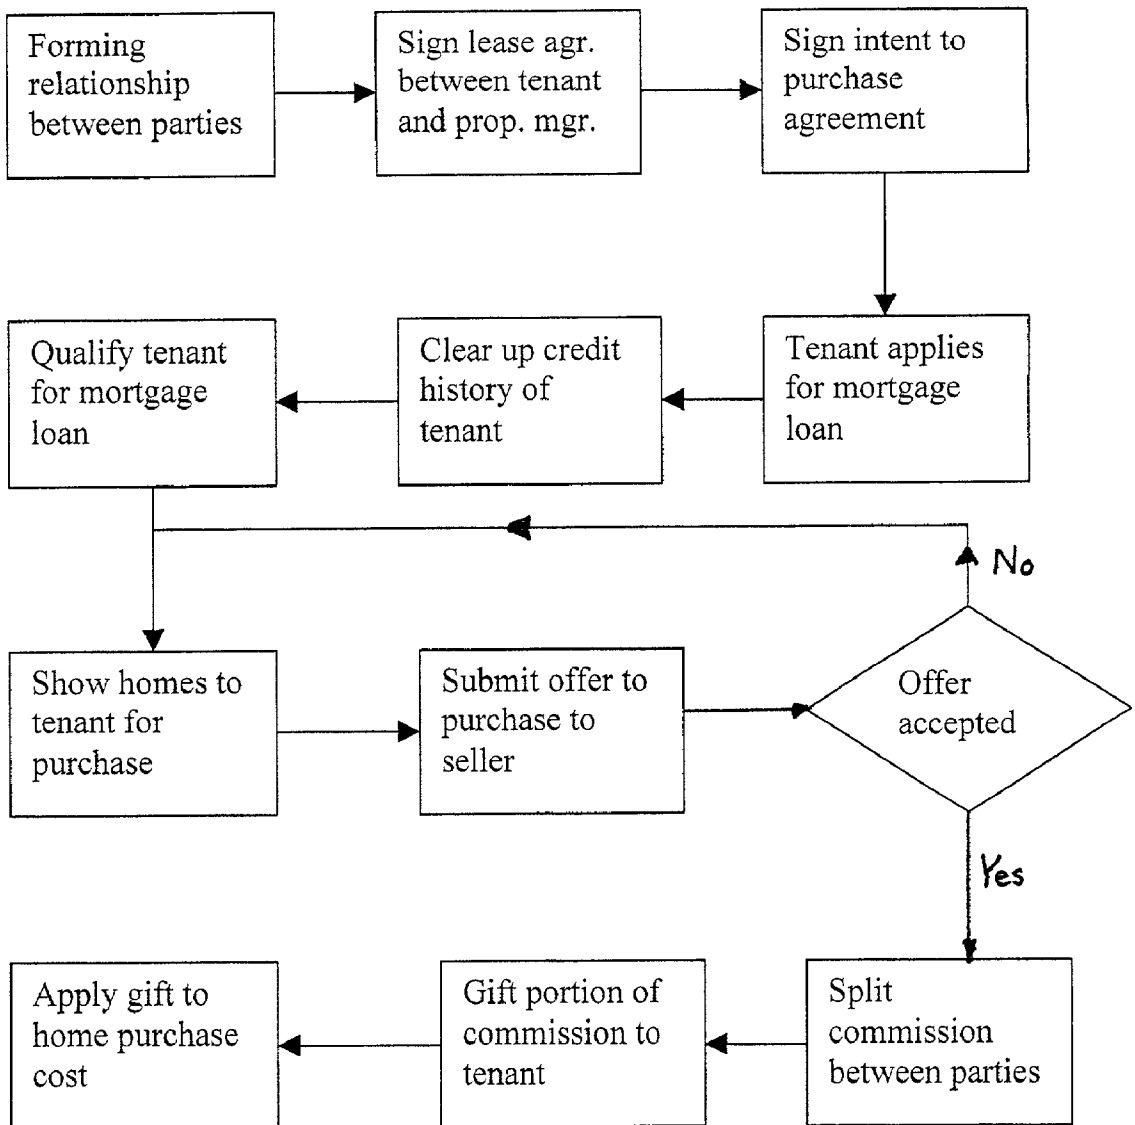 Forming
relationship
between parties
Sign lease agr.
between tenant
and prop. mgr.
Sign intent to
purchase
agreement
Tenant applies
for mortgage
loan
Clear up credit
history of
tenant
Qualify tenant
for mortgage
loan
Show homes to
tenant for
purchase
Submit offer to
purchase to
seller
Offer
accepted
No
Yes
Split
commission
between parties
Gift portion of
commission to
tenant
Apply gift to
home purchase
cost